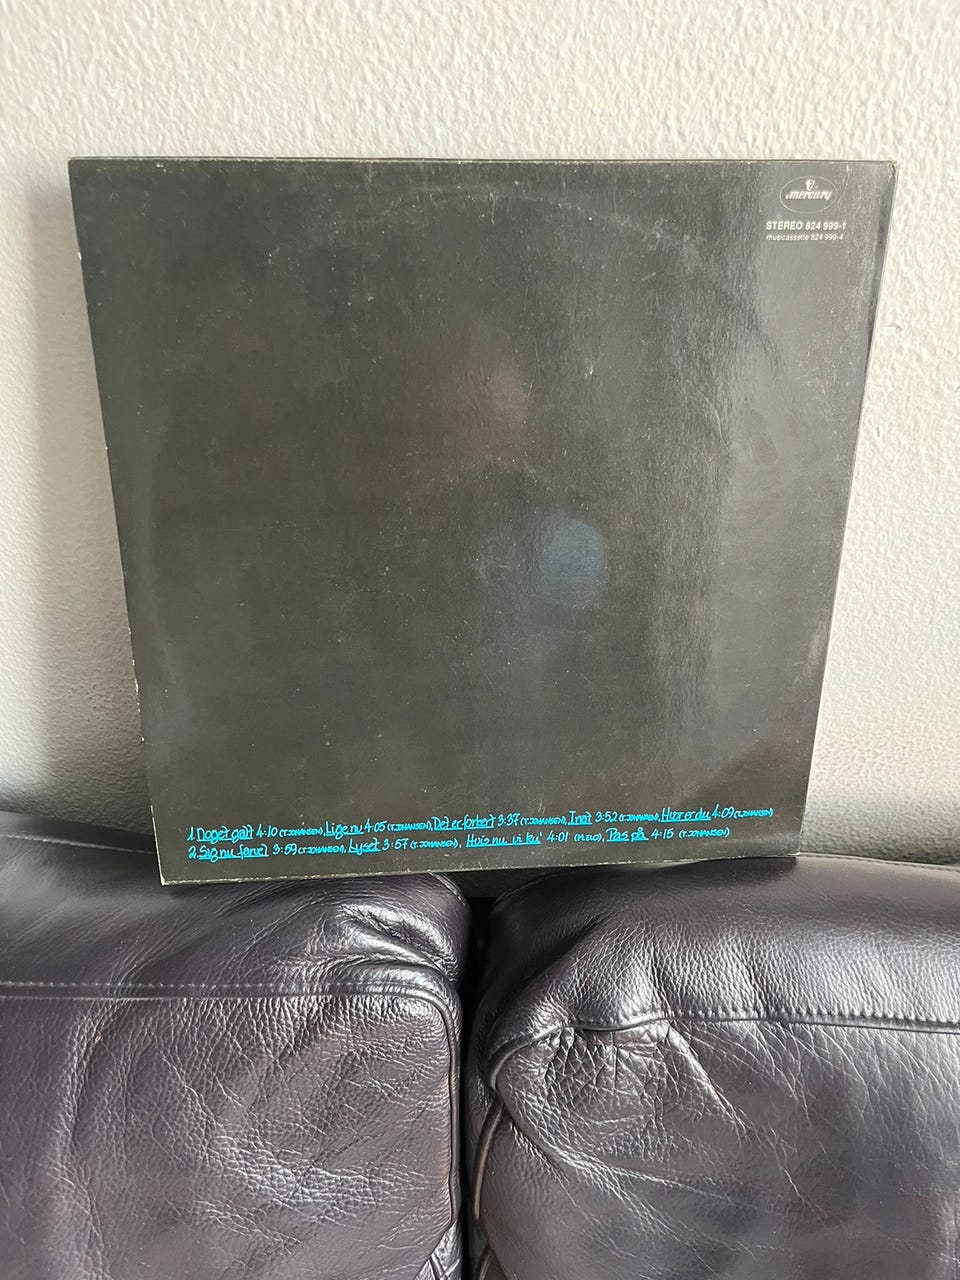 mercury
STEREO 824 999-1
musicassette 824 999-4
1. Noget galt 4:10 (T.JOHANSEN), Lige nu 4:05 (T.JOHANSEN), Det er forkert 3:37 (T.JOHANSEN), Inat 3:52 (T.JOHANSEN), Hvor er du 4:09 (T.JOHANSEN)
2. Sig nu farvel 3:59 (T.JOHANSEN), Lyset 3:57 (T.JOHANSEN), Hvis nu vi ku' 4:01 (M.ELO), Pas på 4:15 (T.JOHANSEN)